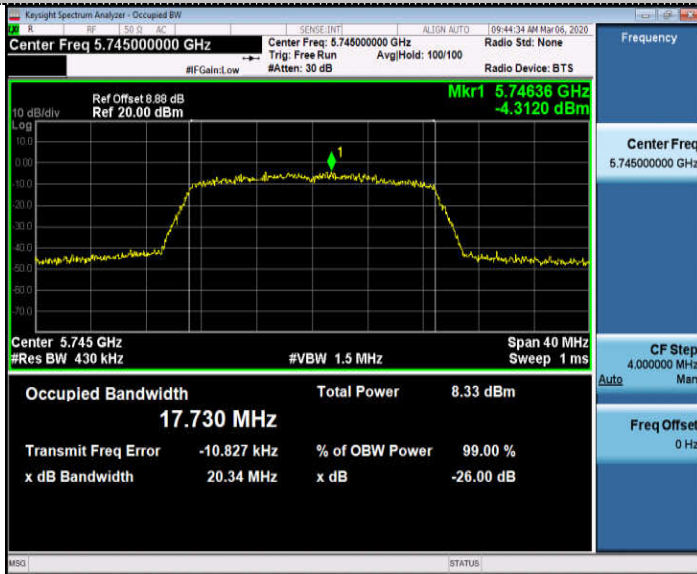 Keysight Spectrum Analyzer - Occupied BW
R RF 50 Ω AC SENSE:INT ALIGN AUTO 09:44:34 AM Mar 06, 2020
Center Freq 5.745000000 GHz
Center Freq: 5.745000000 GHz
Radio Std: None
Trig: Free Run Avg|Hold: 100/100
#IFGain:Low
#Atten: 30 dB
Radio Device: BTS
Frequency
Ref Offset 8.88 dB
10 dB/div Ref 20.00 dBm
Log
Mkr1 5.74636 GHz
-4.3120 dBm
10.0
0.00
-10.0
-20.0
-30.0
-40.0
-50.0
-60.0
-70.0
1
Center 5.745 GHz
Span 40 MHz
#Res BW 430 kHz
#VBW 1.5 MHz
Sweep 1 ms
Occupied Bandwidth
17.730 MHz
Total Power 8.33 dBm
Transmit Freq Error -10.827 kHz
% of OBW Power 99.00 %
x dB Bandwidth 20.34 MHz
x dB -26.00 dB
Center Freq
5.745000000 GHz
CF Step
4.000000 MHz
Auto Man
Freq Offset
0 Hz
MSG
STATUS